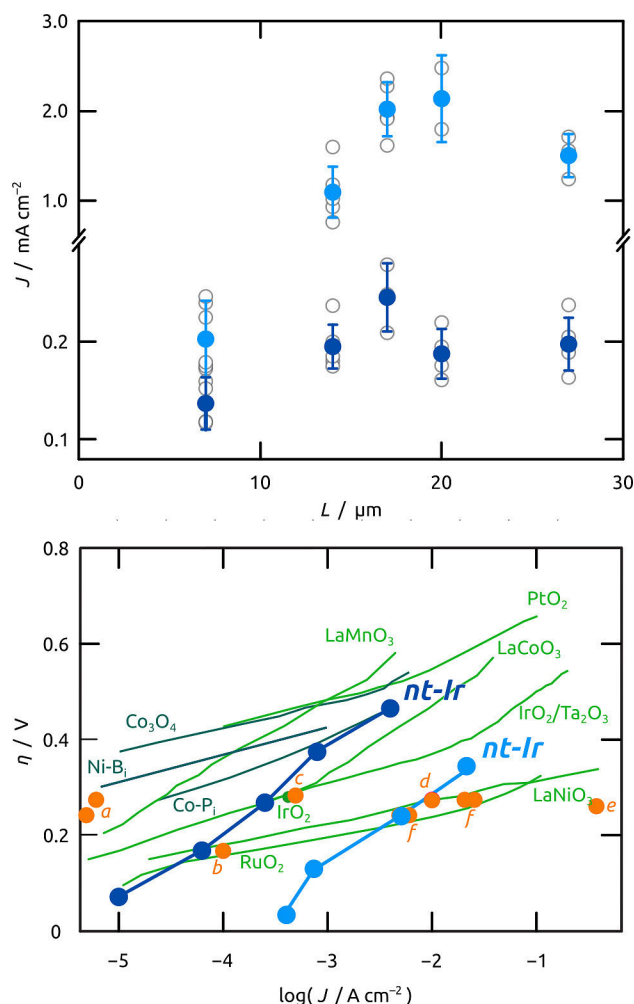 3.0
2.0
1.0
0.2
0.1
J / mA cm⁻²
0
10
20
30
L / µm
0.8
0.6
0.4
0.2
0
η / V
PtO₂
LaMnO₃
LaCoO₃
nt-Ir
Co₃O₄
IrO₂/Ta₂O₃
nt-Ir
Ni-Bᵢ
c
d
a
Co-Pᵢ
IrO₂
LaNiO₃
e
f
f
b
RuO₂
−5
−4
−3
−2
−1
log( J / A cm⁻²)